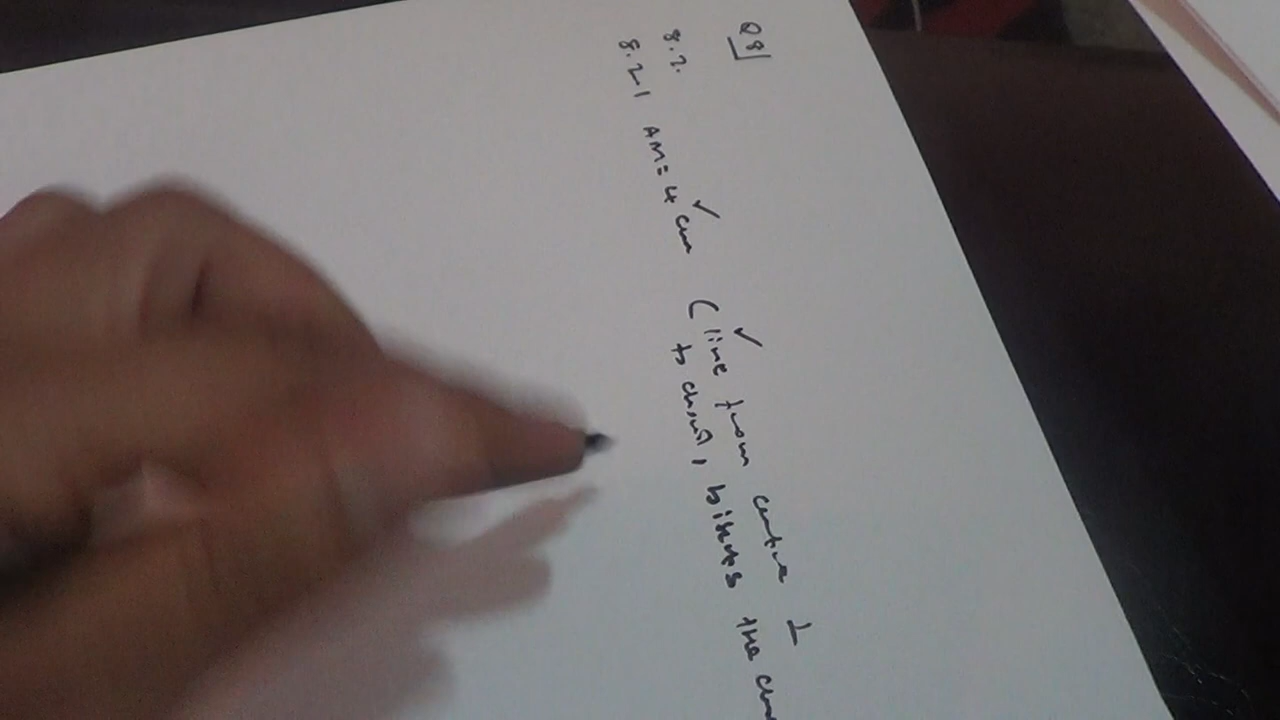 Q8
8.2.
8.2.1 AM = 4 cm (line from centre ⊥
to chord, bisects the